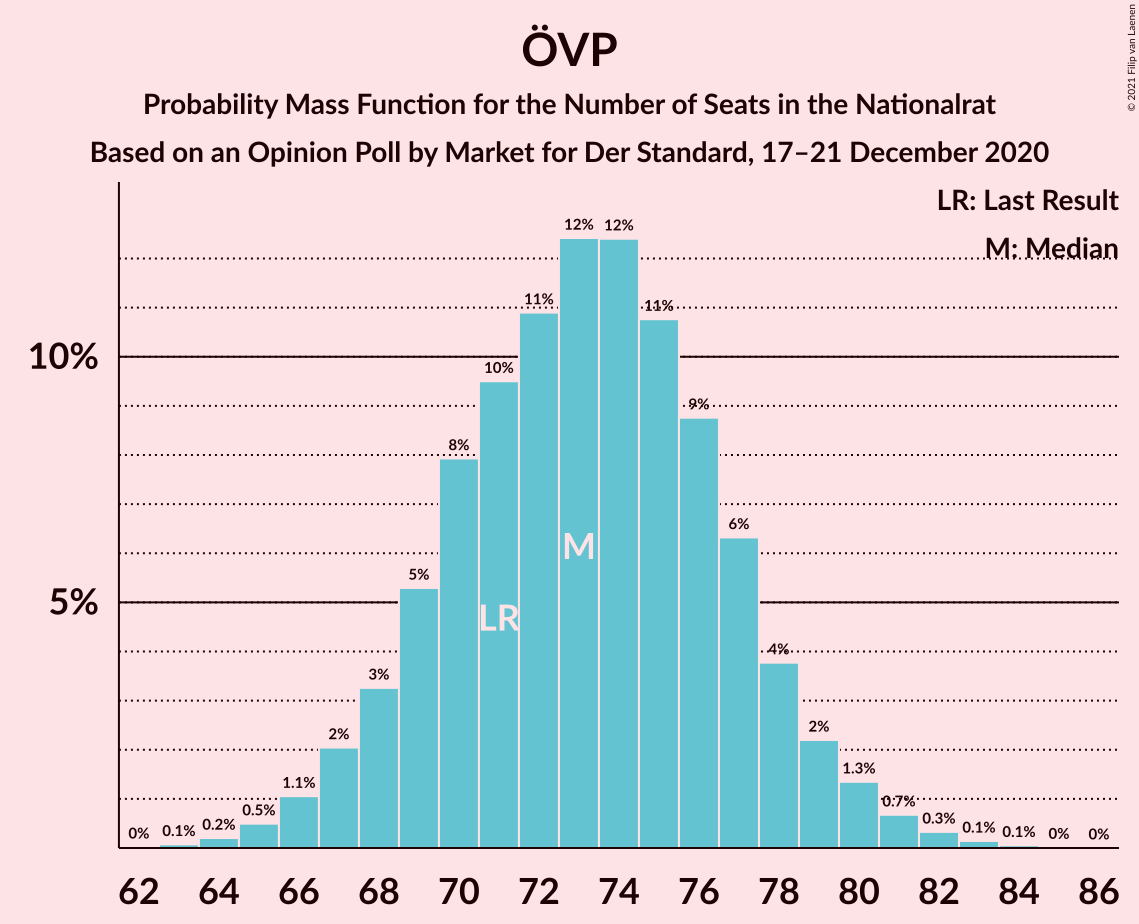 ÖVP
Probability Mass Function for the Number of Seats in the Nationalrat
Based on an Opinion Poll by Market for Der Standard, 17–21 December 2020
© 2021 Filip van Laenen
LR: Last Result
M: Median
10%
5%
0% 0.1% 0.2% 0.5% 1.1% 2% 3% 5% 8% 10% 11% 12% 12% 11% 9% 6% 4% 2% 1.3% 0.7% 0.3% 0.1% 0.1% 0% 0%
M
LR
62 64 66 68 70 72 74 76 78 80 82 84 86